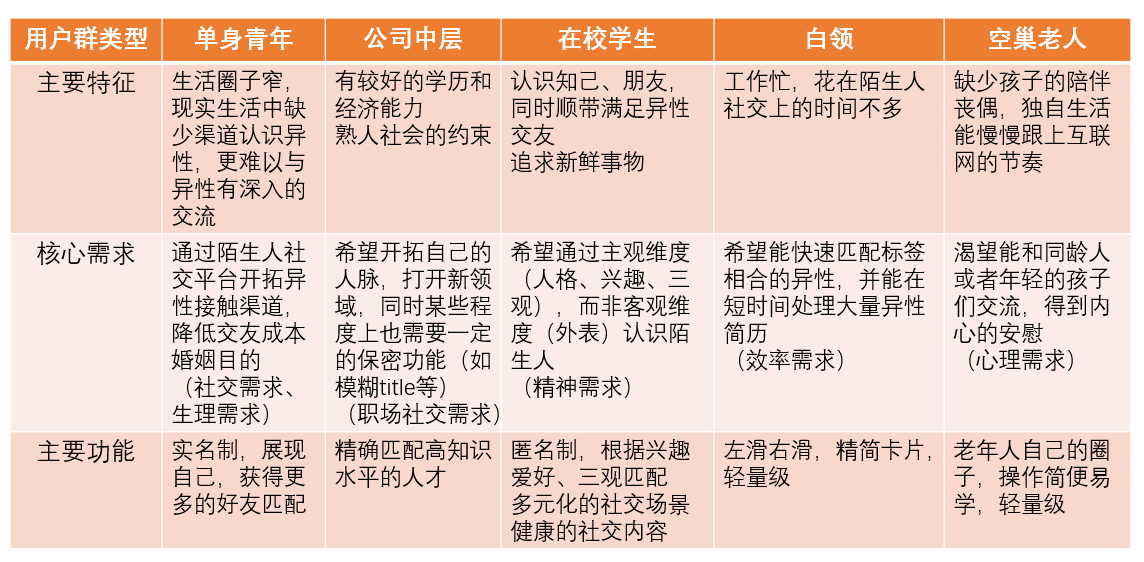 用户群类型
单身青年
公司中层
在校学生
白领
空巢老人
主要特征
生活圈子窄，
现实生活中缺
少渠道认识异
性，更难以与
异性有深入的
交流
有较好的学历和
经济能力
熟人社会的约束
认识知己、朋友，
同时顺带满足异性
交友
追求新鲜事物
工作忙，花在陌生人
社交上的时间不多
缺少孩子的陪伴
丧偶，独自生活
能慢慢跟上互联
网的节奏
核心需求
通过陌生人社
交平台开拓异
性接触渠道，
降低交友成本
婚姻目的
（社交需求、
生理需求）
希望开拓自己的
人脉，打开新领
域，同时某些程
度上也需要一定
的保密功能（如
模糊title等）
（职场社交需求）
希望通过主观维度
（人格、兴趣、三
观），而非客观维
度（外表）认识陌
生人
（精神需求）
希望能快速匹配标签
相合的异性，并能在
短时间处理大量异性
简历
（效率需求）
渴望能和同龄人
或者年轻的孩子
们交流，得到内
心的安慰
（心理需求）
主要功能
实名制，展现
自己，获得更
多的好友匹配
精确匹配高知识
水平的人才
匿名制，根据兴趣
爱好、三观匹配
多元化的社交场景
健康的社交内容
左滑右滑，精简卡片，
轻量级
老年人自己的圈
子，操作简便易
学，轻量级